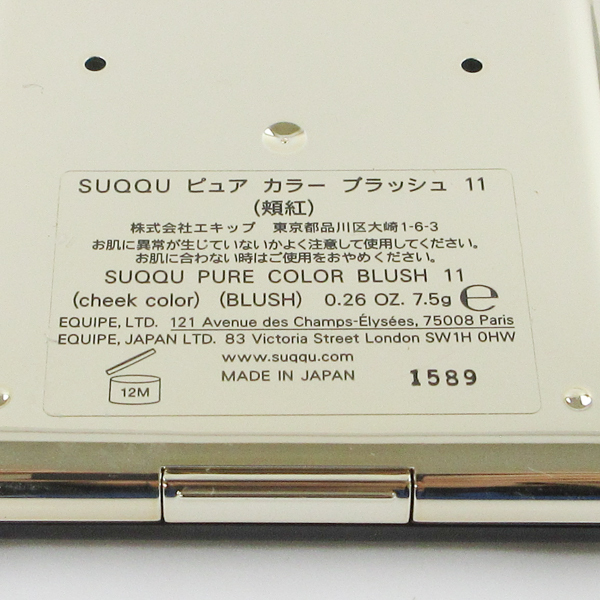 SUQQU ピュア カラー ブラッシュ 11
(頬紅)
株式会社エキップ 東京都品川区大崎1-6-3
お肌に異常が生じていないかよく注意して使用してください。
お肌に合わない時はご使用をおやめください。
SUQQU PURE COLOR BLUSH 11
(cheek color) (BLUSH) 0.26 OZ. 7.5g ℮
EQUIPE, LTD. 121 Avenue des Champs-Élysées, 75008 Paris
EQUIPE, JAPAN LTD. 83 Victoria Street London SW1H 0HW
www.suqqu.com
MADE IN JAPAN 1589
12M